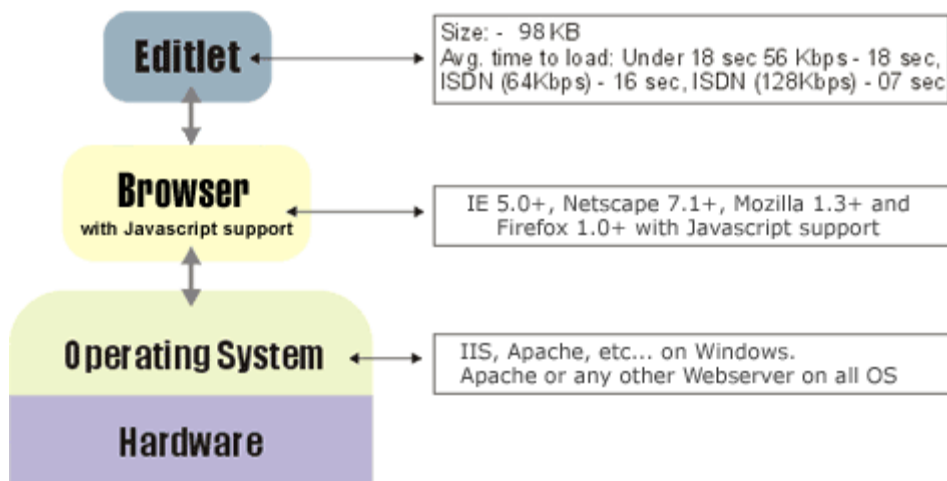 Editlet
Size: - 98 KB
Avg. time to load: Under 18 sec 56 Kbps - 18 sec,
ISDN (64Kbps) - 16 sec, ISDN (128Kbps) - 07 sec
Browser
with Javascript support
IE 5.0+, Netscape 7.1+, Mozilla 1.3+ and
Firefox 1.0+ with Javascript support
Operating System
IIS, Apache, etc... on Windows.
Apache or any other Webserver on all OS
Hardware